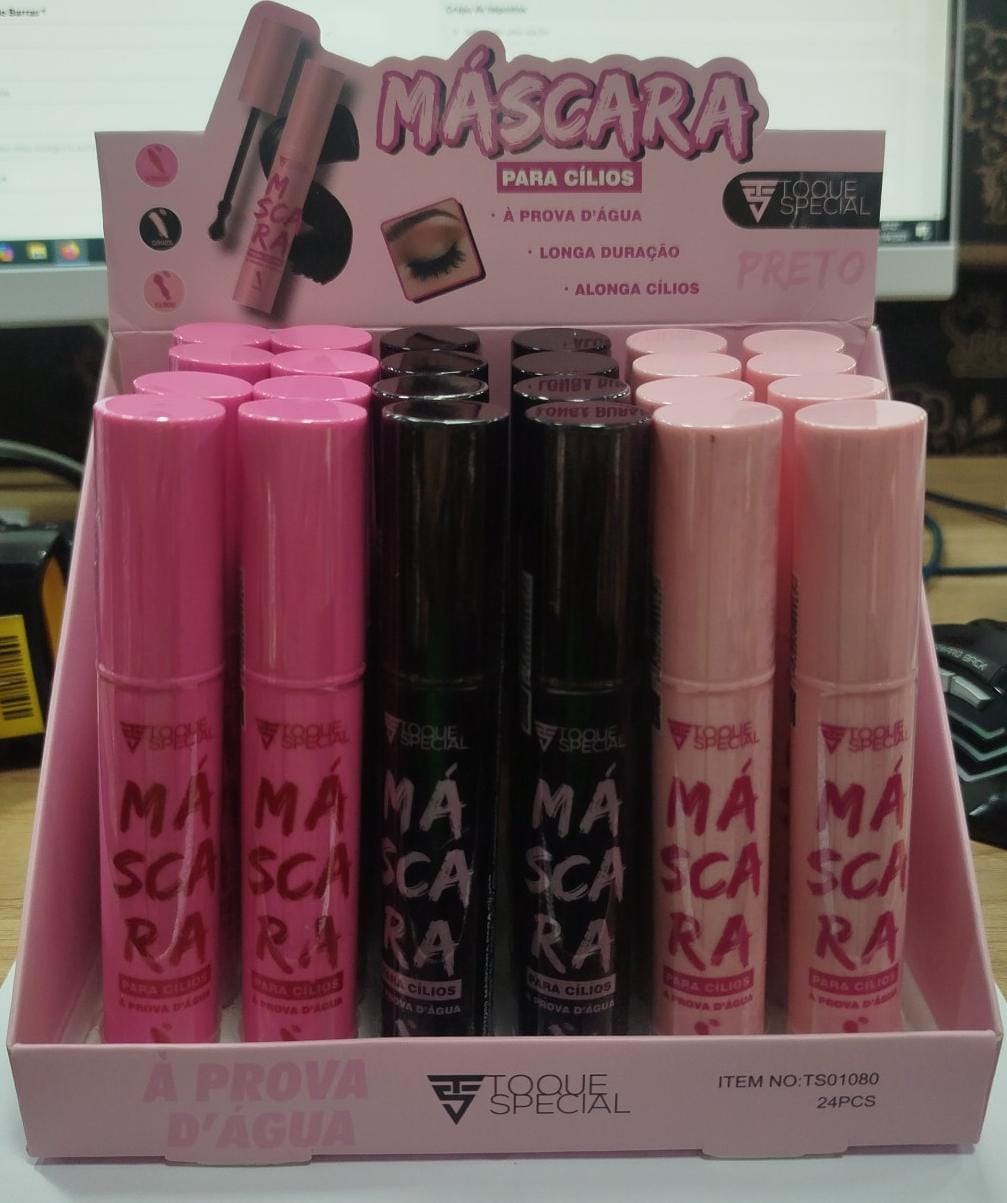 MÁSCARA
PARA CÍLIOS
· À PROVA D'ÁGUA
· LONGA DURAÇÃO
· ALONGA CÍLIOS
TOQUE
SPECIAL
PRETO
MÁ
SCA
RA
TOQUE
SPECIAL
MÁ
SCA
RA
PARA CÍLIOS
À PROVA D'ÁGUA
TOQUE
SPECIAL
MÁ
SCA
RA
PARA CÍLIOS
À PROVA D'ÁGUA
TOQUE
SPECIAL
MÁ
SCA
RA
PARA CÍLIOS
À PROVA D'ÁGUA
TOQUE
SPECIAL
MÁ
SCA
RA
PARA CÍLIOS
À PROVA D'ÁGUA
TOQUE
SPECIAL
MÁ
SCA
RA
PARA CÍLIOS
À PROVA D'ÁGUA
TOQUE
SPECIAL
MÁ
SCA
RA
PARA CÍLIOS
À PROVA D'ÁGUA
À PROVA
D'ÁGUA
TOQUE
SPECIAL
ITEM NO:TS01080
24PCS